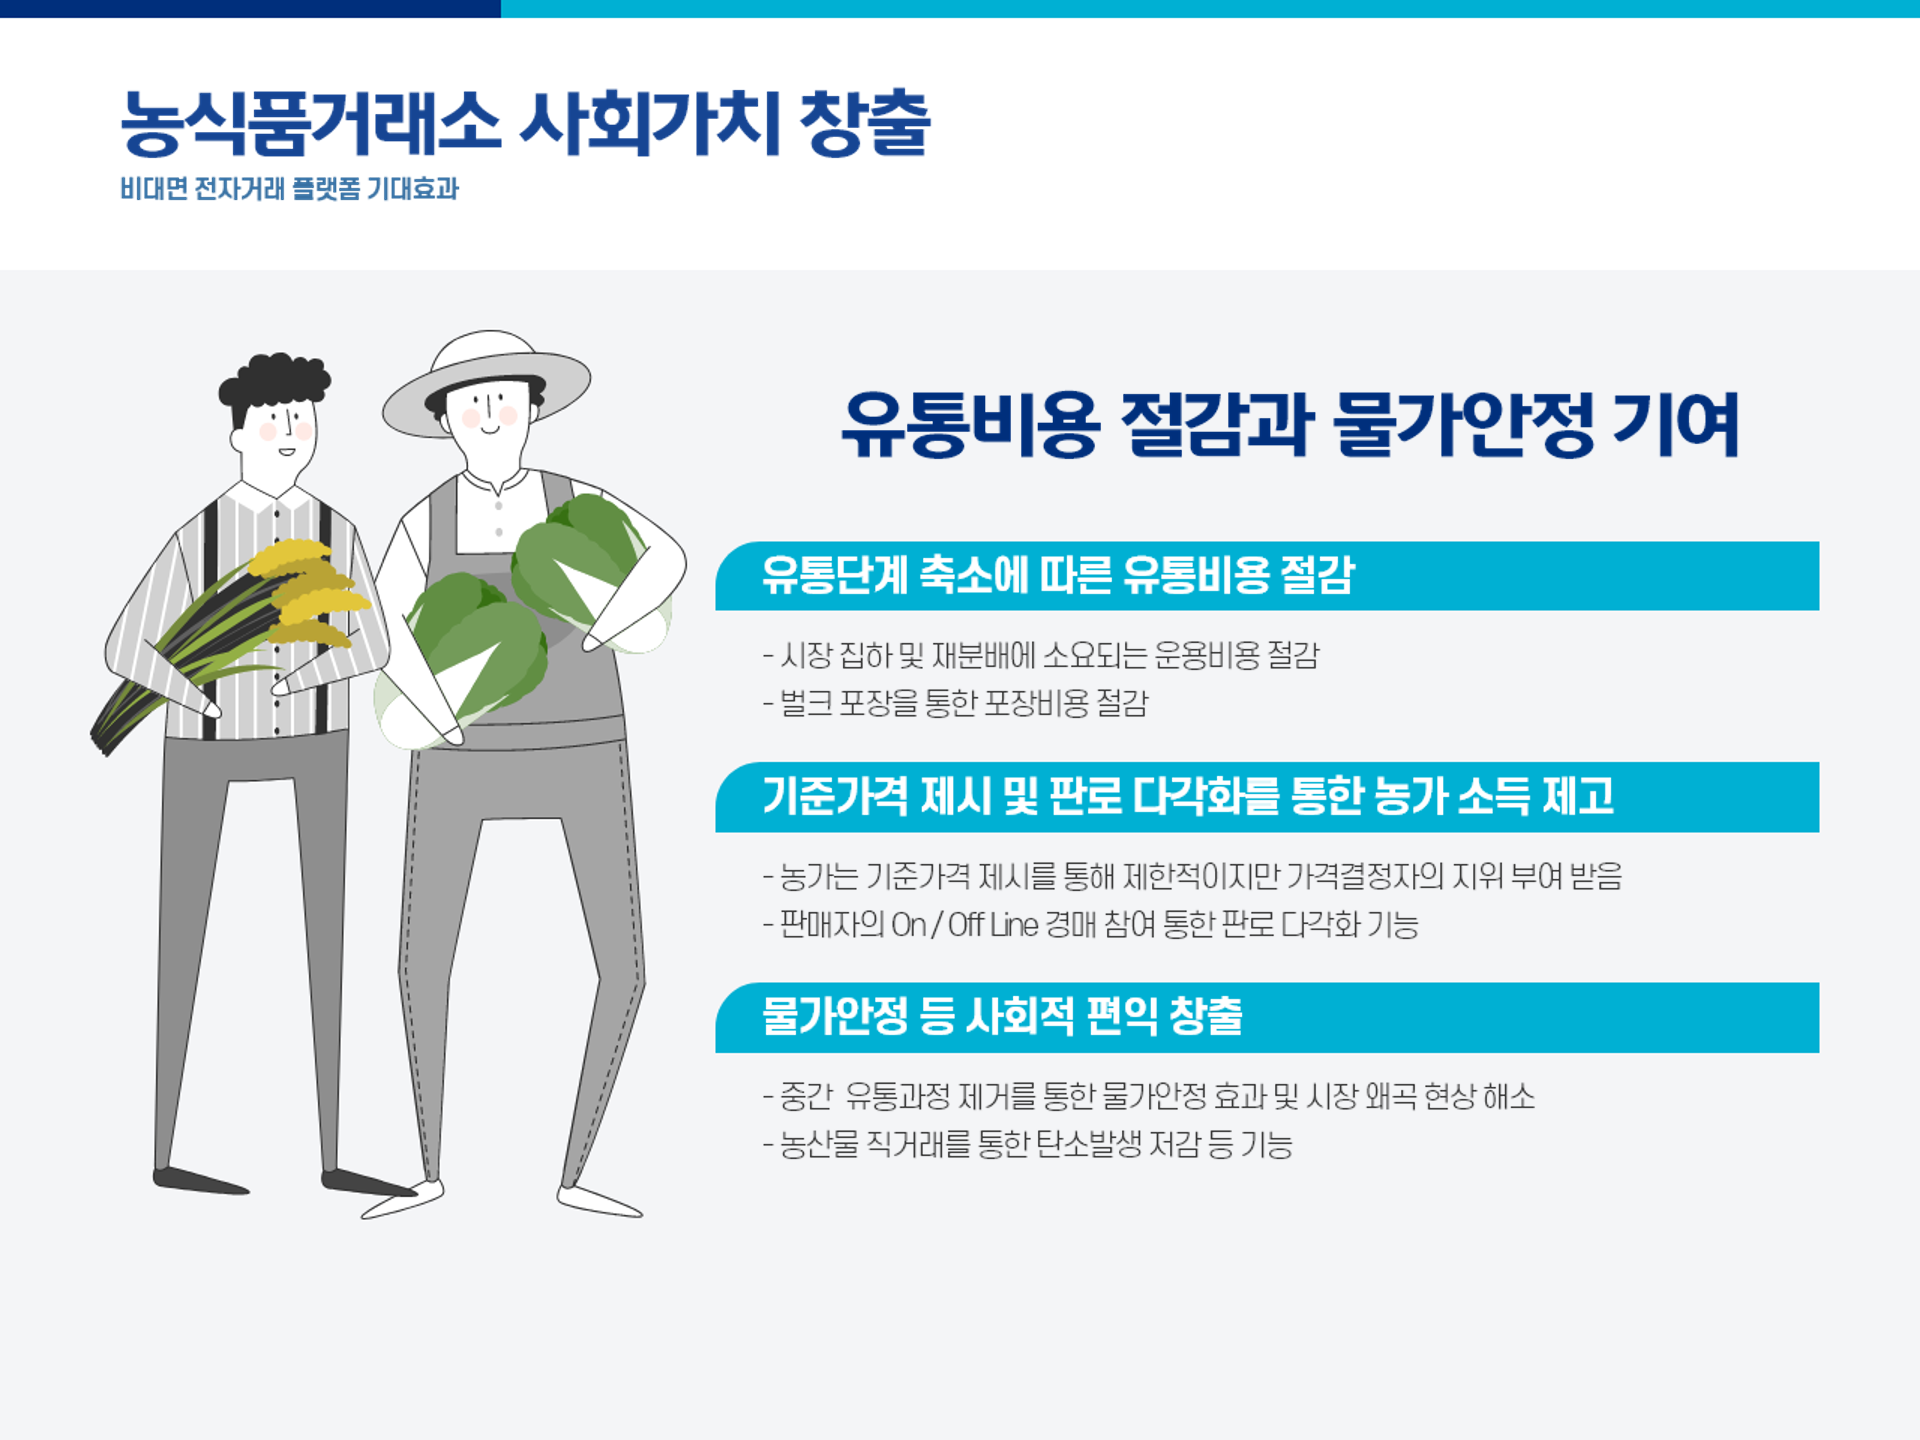 농식품거래소 사회가치 창출
비대면 전자거래 플랫폼 기대효과
유통비용 절감과 물가안정 기여
유통단계 축소에 따른 유통비용 절감
- 시장 집하 및 재분배에 소요되는 운용비용 절감
- 벌크 포장을 통한 포장비용 절감
기준가격 제시 및 판로 다각화를 통한 농가 소득 제고
- 농가는 기준가격 제시를 통해 제한적이지만 가격결정자의 지위 부여 받음
- 판매자의 On / Off Line 경매 참여 통한 판로 다각화 기능
물가안정 등 사회적 편익 창출
- 중간 유통과정 제거를 통한 물가안정 효과 및 시장 왜곡 현상 해소
- 농산물 직거래를 통한 탄소발생 저감 등 기능